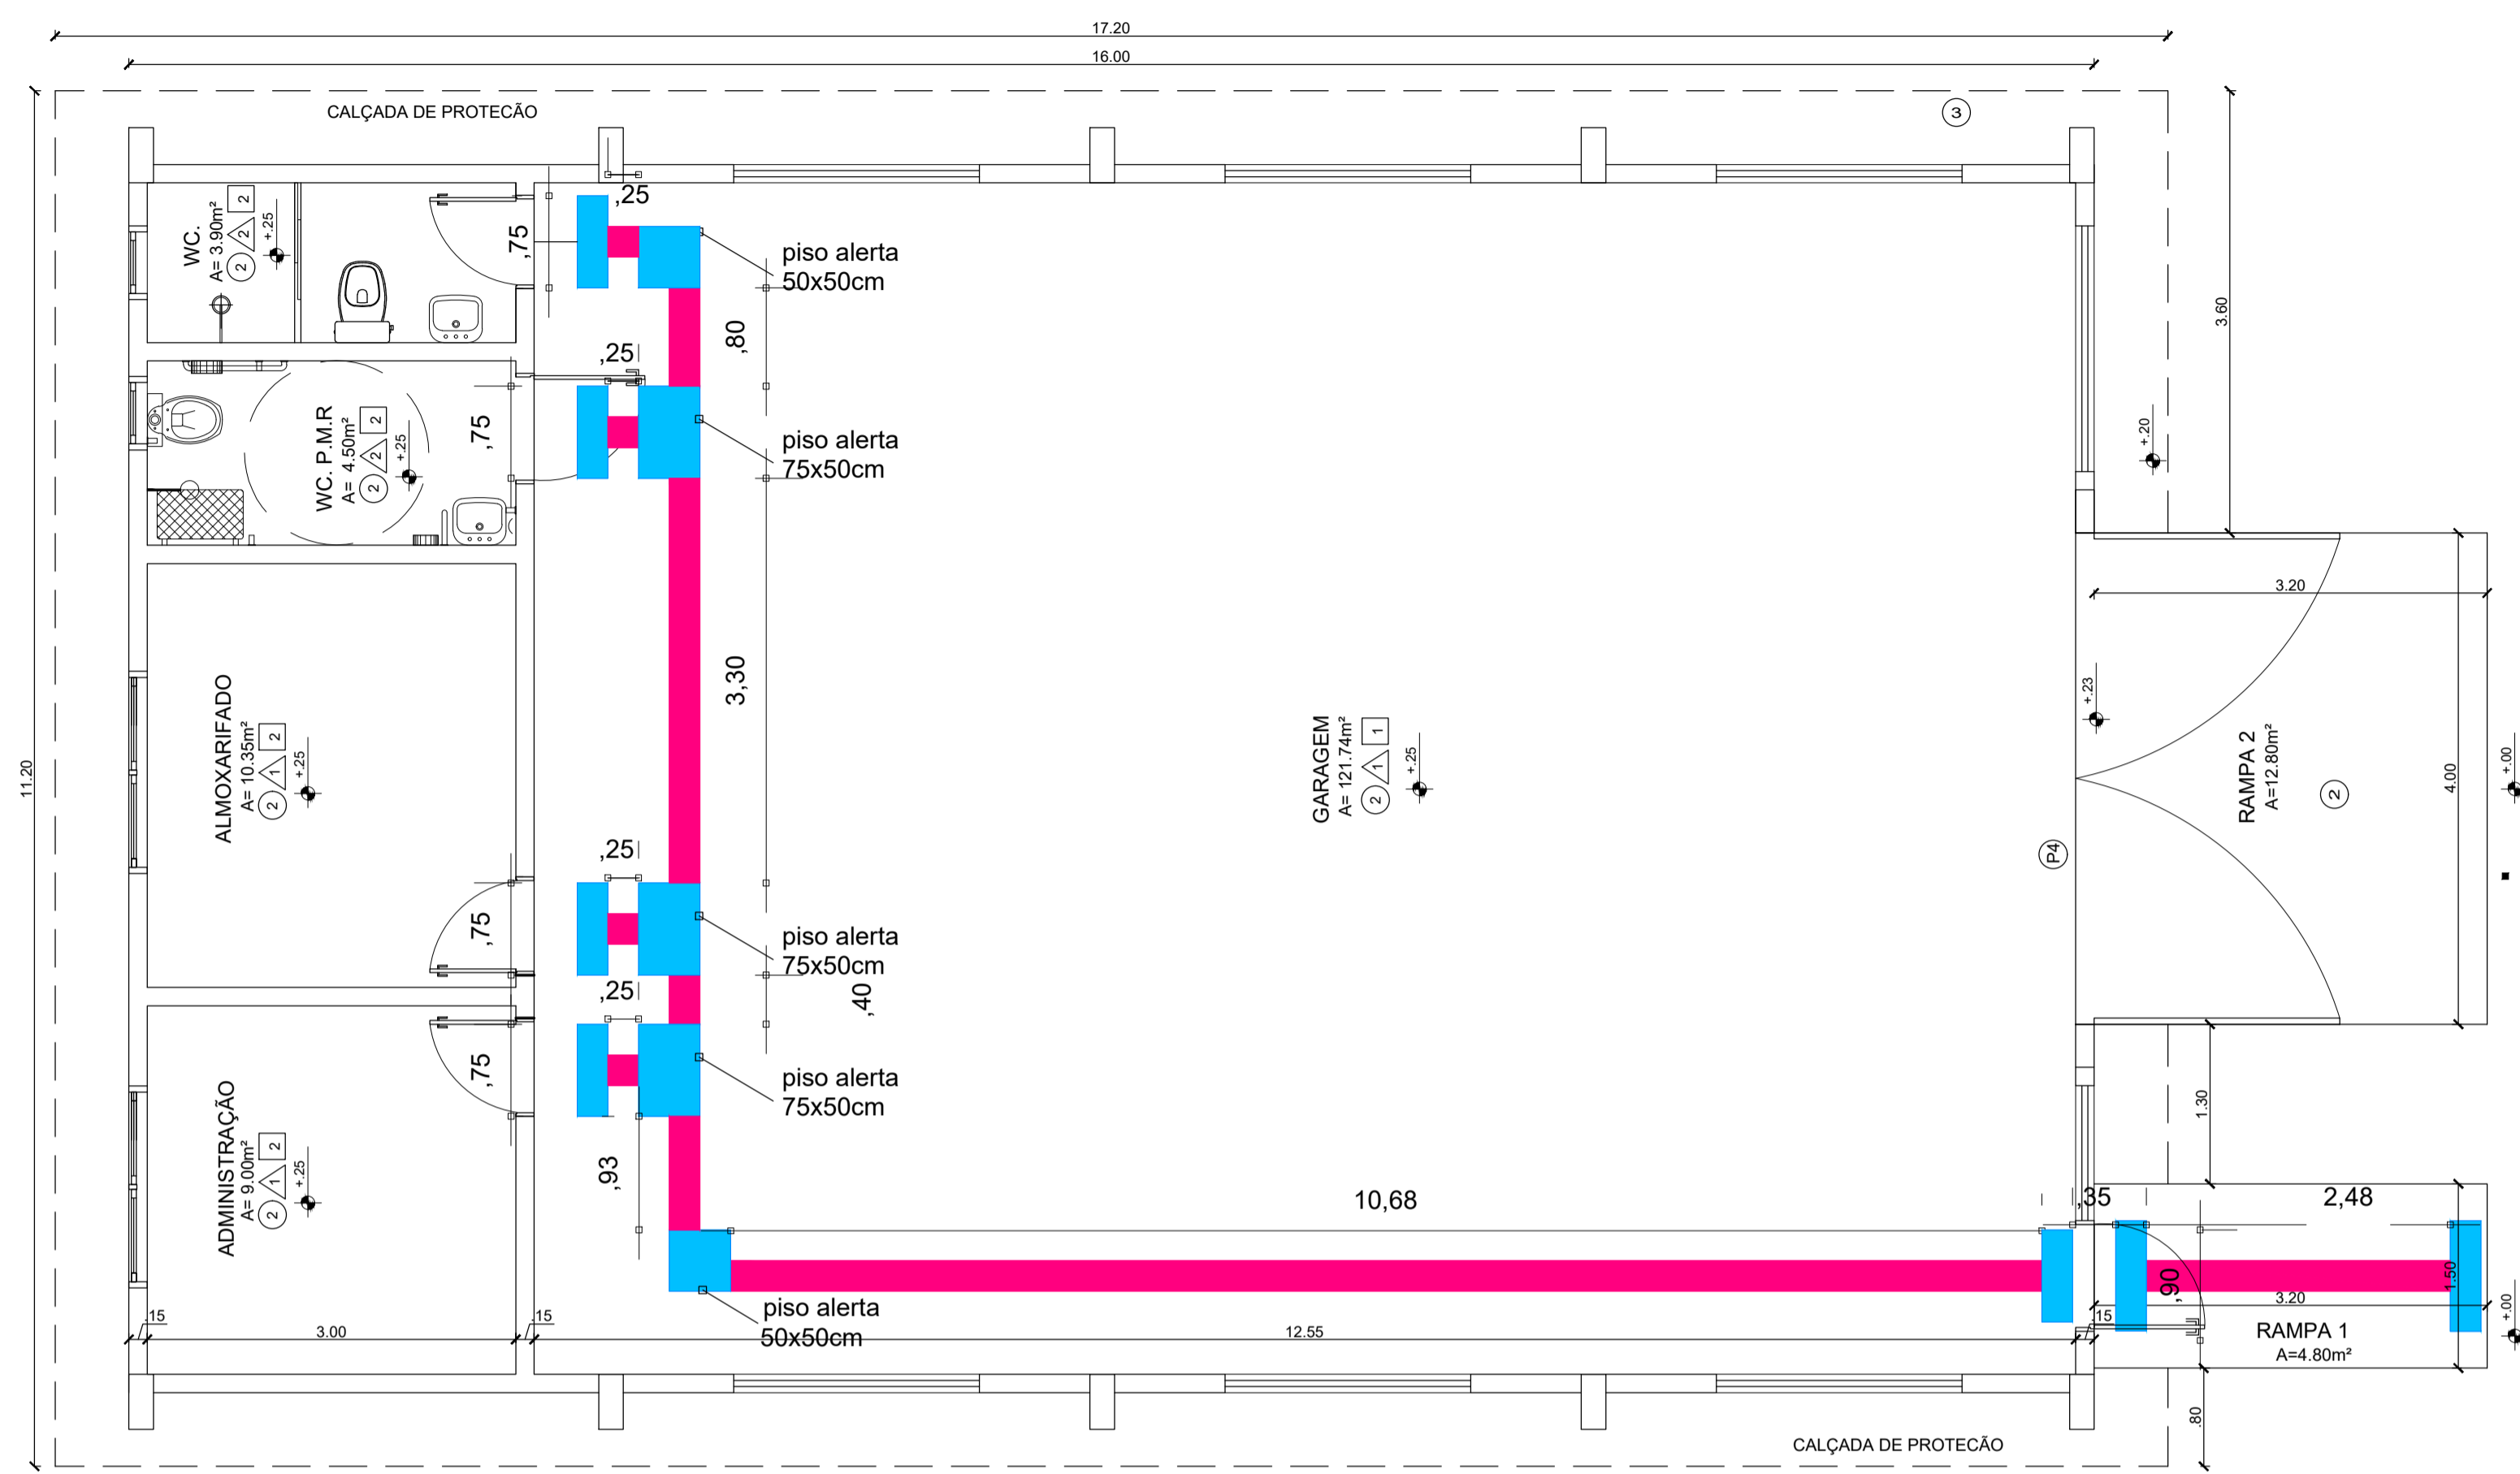 17.20
16.00
CALÇADA DE PROTECÃO
3
WC.
A= 3.90m²
2
2
2
+.25
,75
,25
piso alerta
50x50cm
,80
3.60
WC. P.M.R
A= 4.50m²
2
2
2
+.25
,75
,25
piso alerta
75x50cm
+.20
3,30
3.20
11.20
ALMOXARIFADO
A= 10.35m²
2
1
2
+.25
GARAGEM
A= 121.74m²
2
1
1
+.25
+.23
P4
RAMPA 2
A=12.80m²
2
4.00
+.00
,25
,75
piso alerta
75x50cm
,40
,25
,75
piso alerta
75x50cm
ADMINISTRAÇÃO
A= 9.00m²
2
1
2
+.25
,93
1.30
10,68
,35
2,48
,90
1.50
3.20
+.00
piso alerta
50x50cm
.15
3.00
.15
12.55
.15
RAMPA 1
A=4.80m²
.80
CALÇADA DE PROTECÃO